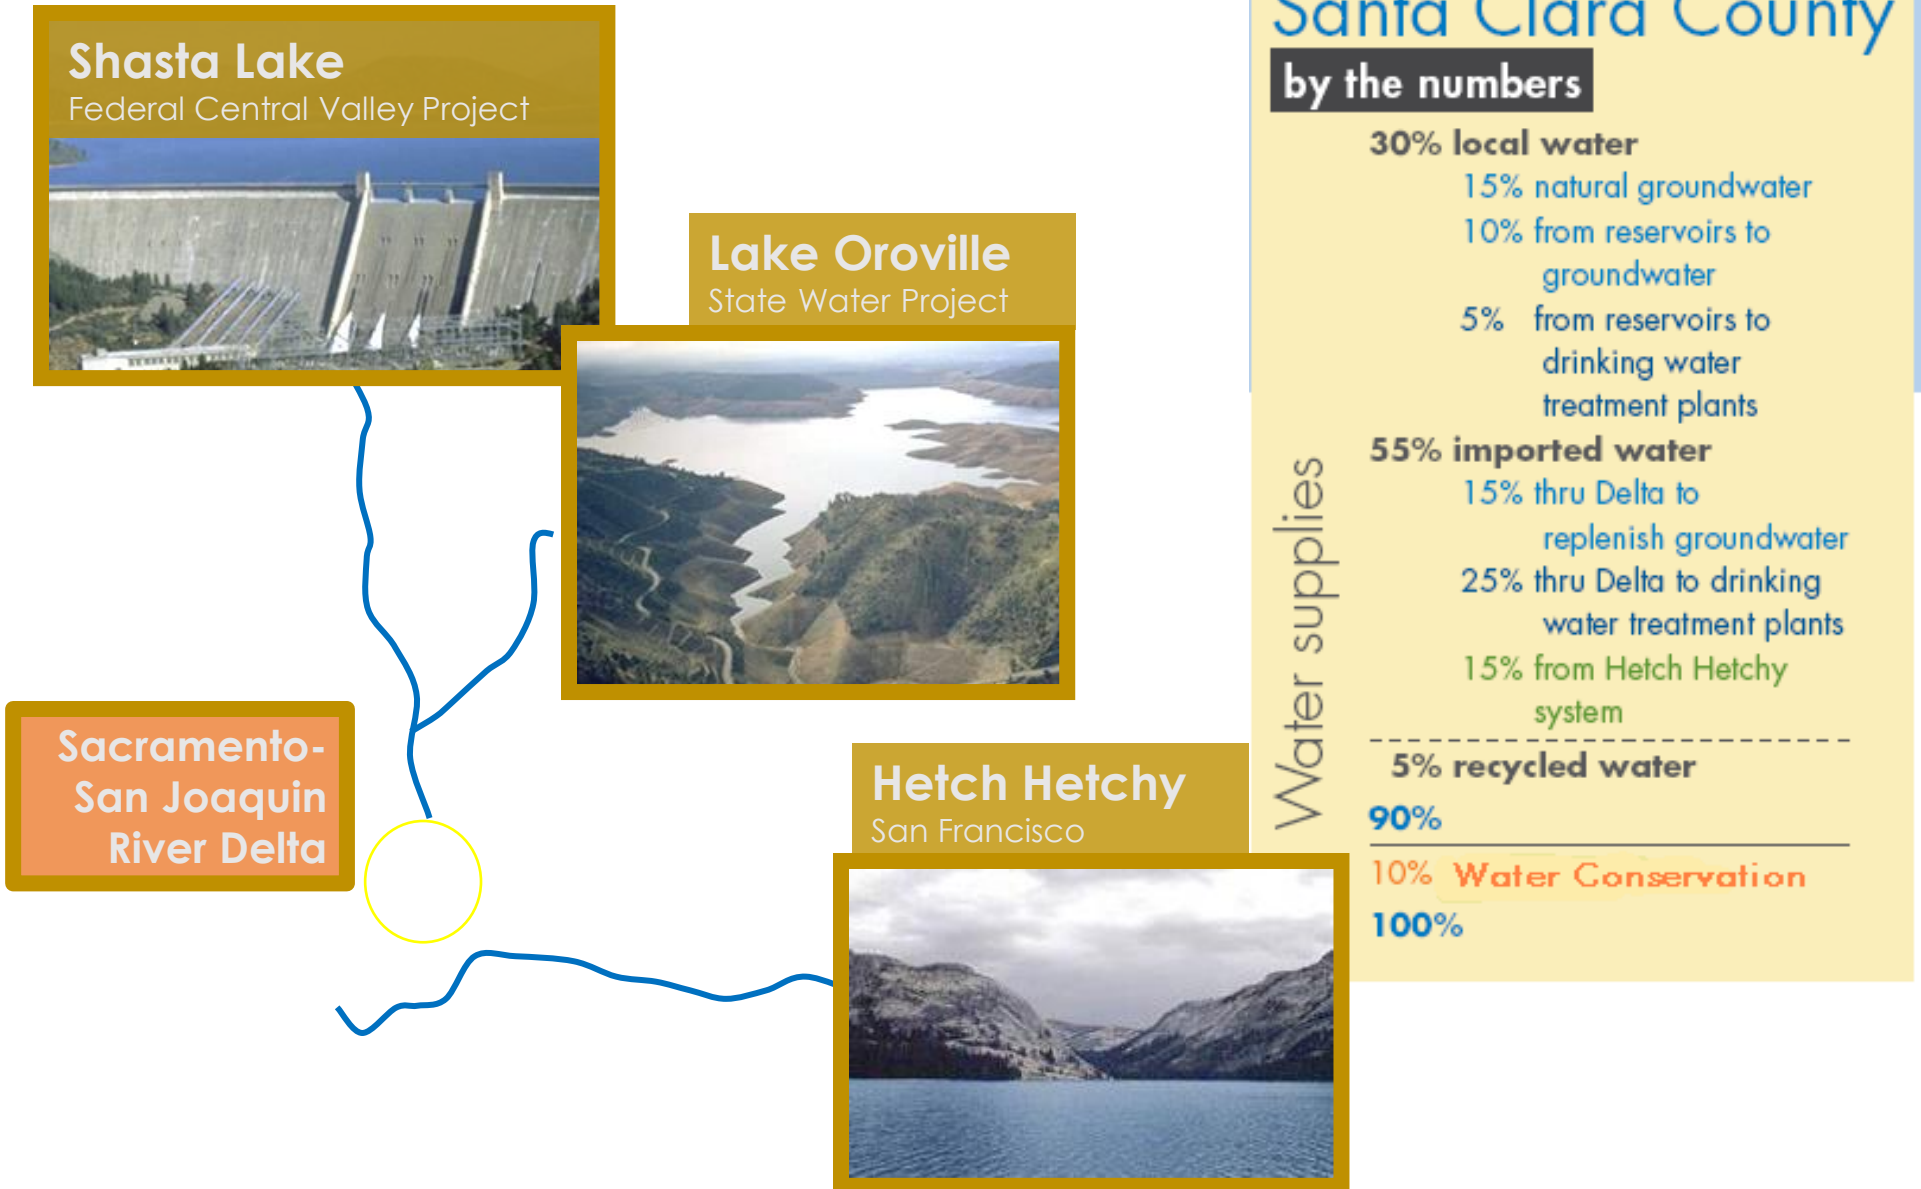 Shasta Lake
Federal Central Valley Project
Lake Oroville
State Water Project
Sacramento-
San Joaquin
River Delta
Hetch Hetchy
San Francisco
Santa Clara County
by the numbers
Water supplies
30% local water
15% natural groundwater
10% from reservoirs to
groundwater
5% from reservoirs to
drinking water
treatment plants
55% imported water
15% thru Delta to
replenish groundwater
25% thru Delta to drinking
water treatment plants
15% from Hetch Hetchy
system
5% recycled water
90%
10% Water Conservation
100%